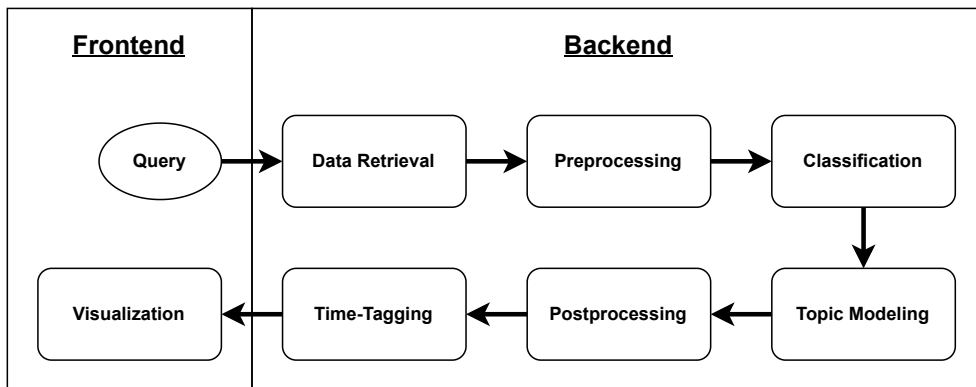 Frontend
Backend
Query
Data Retrieval
Preprocessing
Classification
Visualization
Time-Tagging
Postprocessing
Topic Modeling